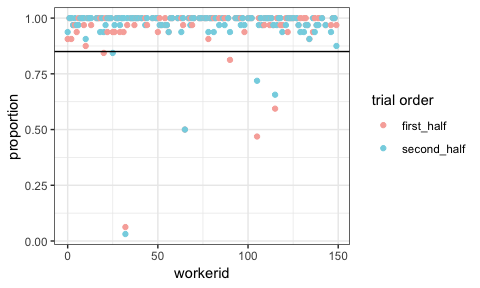 1.00
0.75
0.50
0.25
0.00
proportion
0
50
100
150
workerid
trial order
first_half
second_half